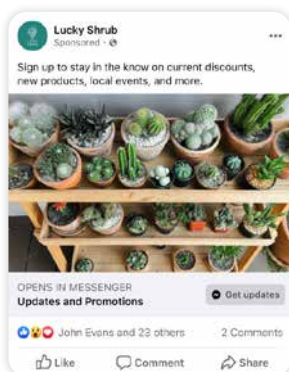 Lucky Shrub
Sponsored ·
Sign up to stay in the know on current discounts,
new products, local events, and more.
OPENS IN MESSENGER
Updates and Promotions
Get updates
John Evans and 23 others
2 Comments
Like
Comment
Share